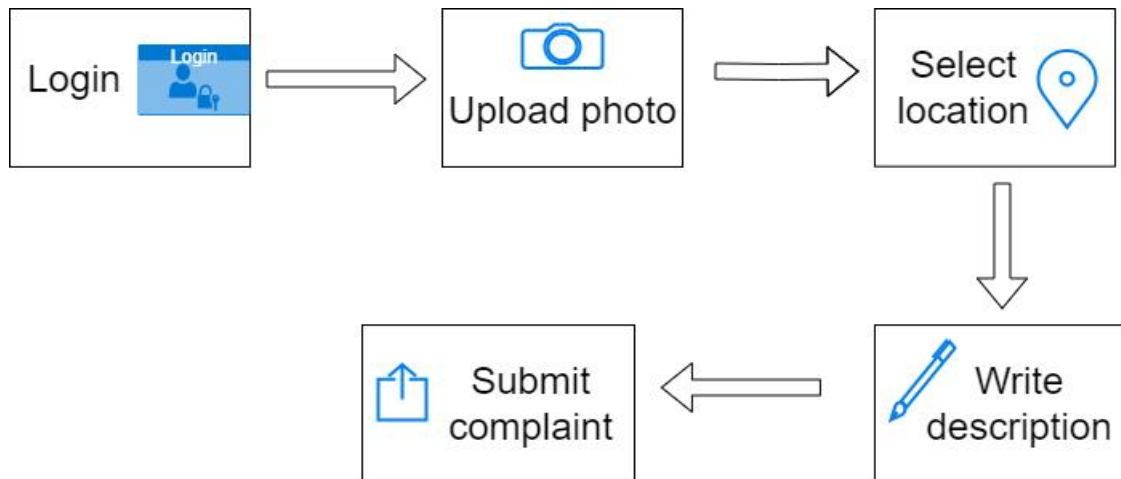 Login
Login
Upload photo
Select
location
Write
description
Submit
complaint